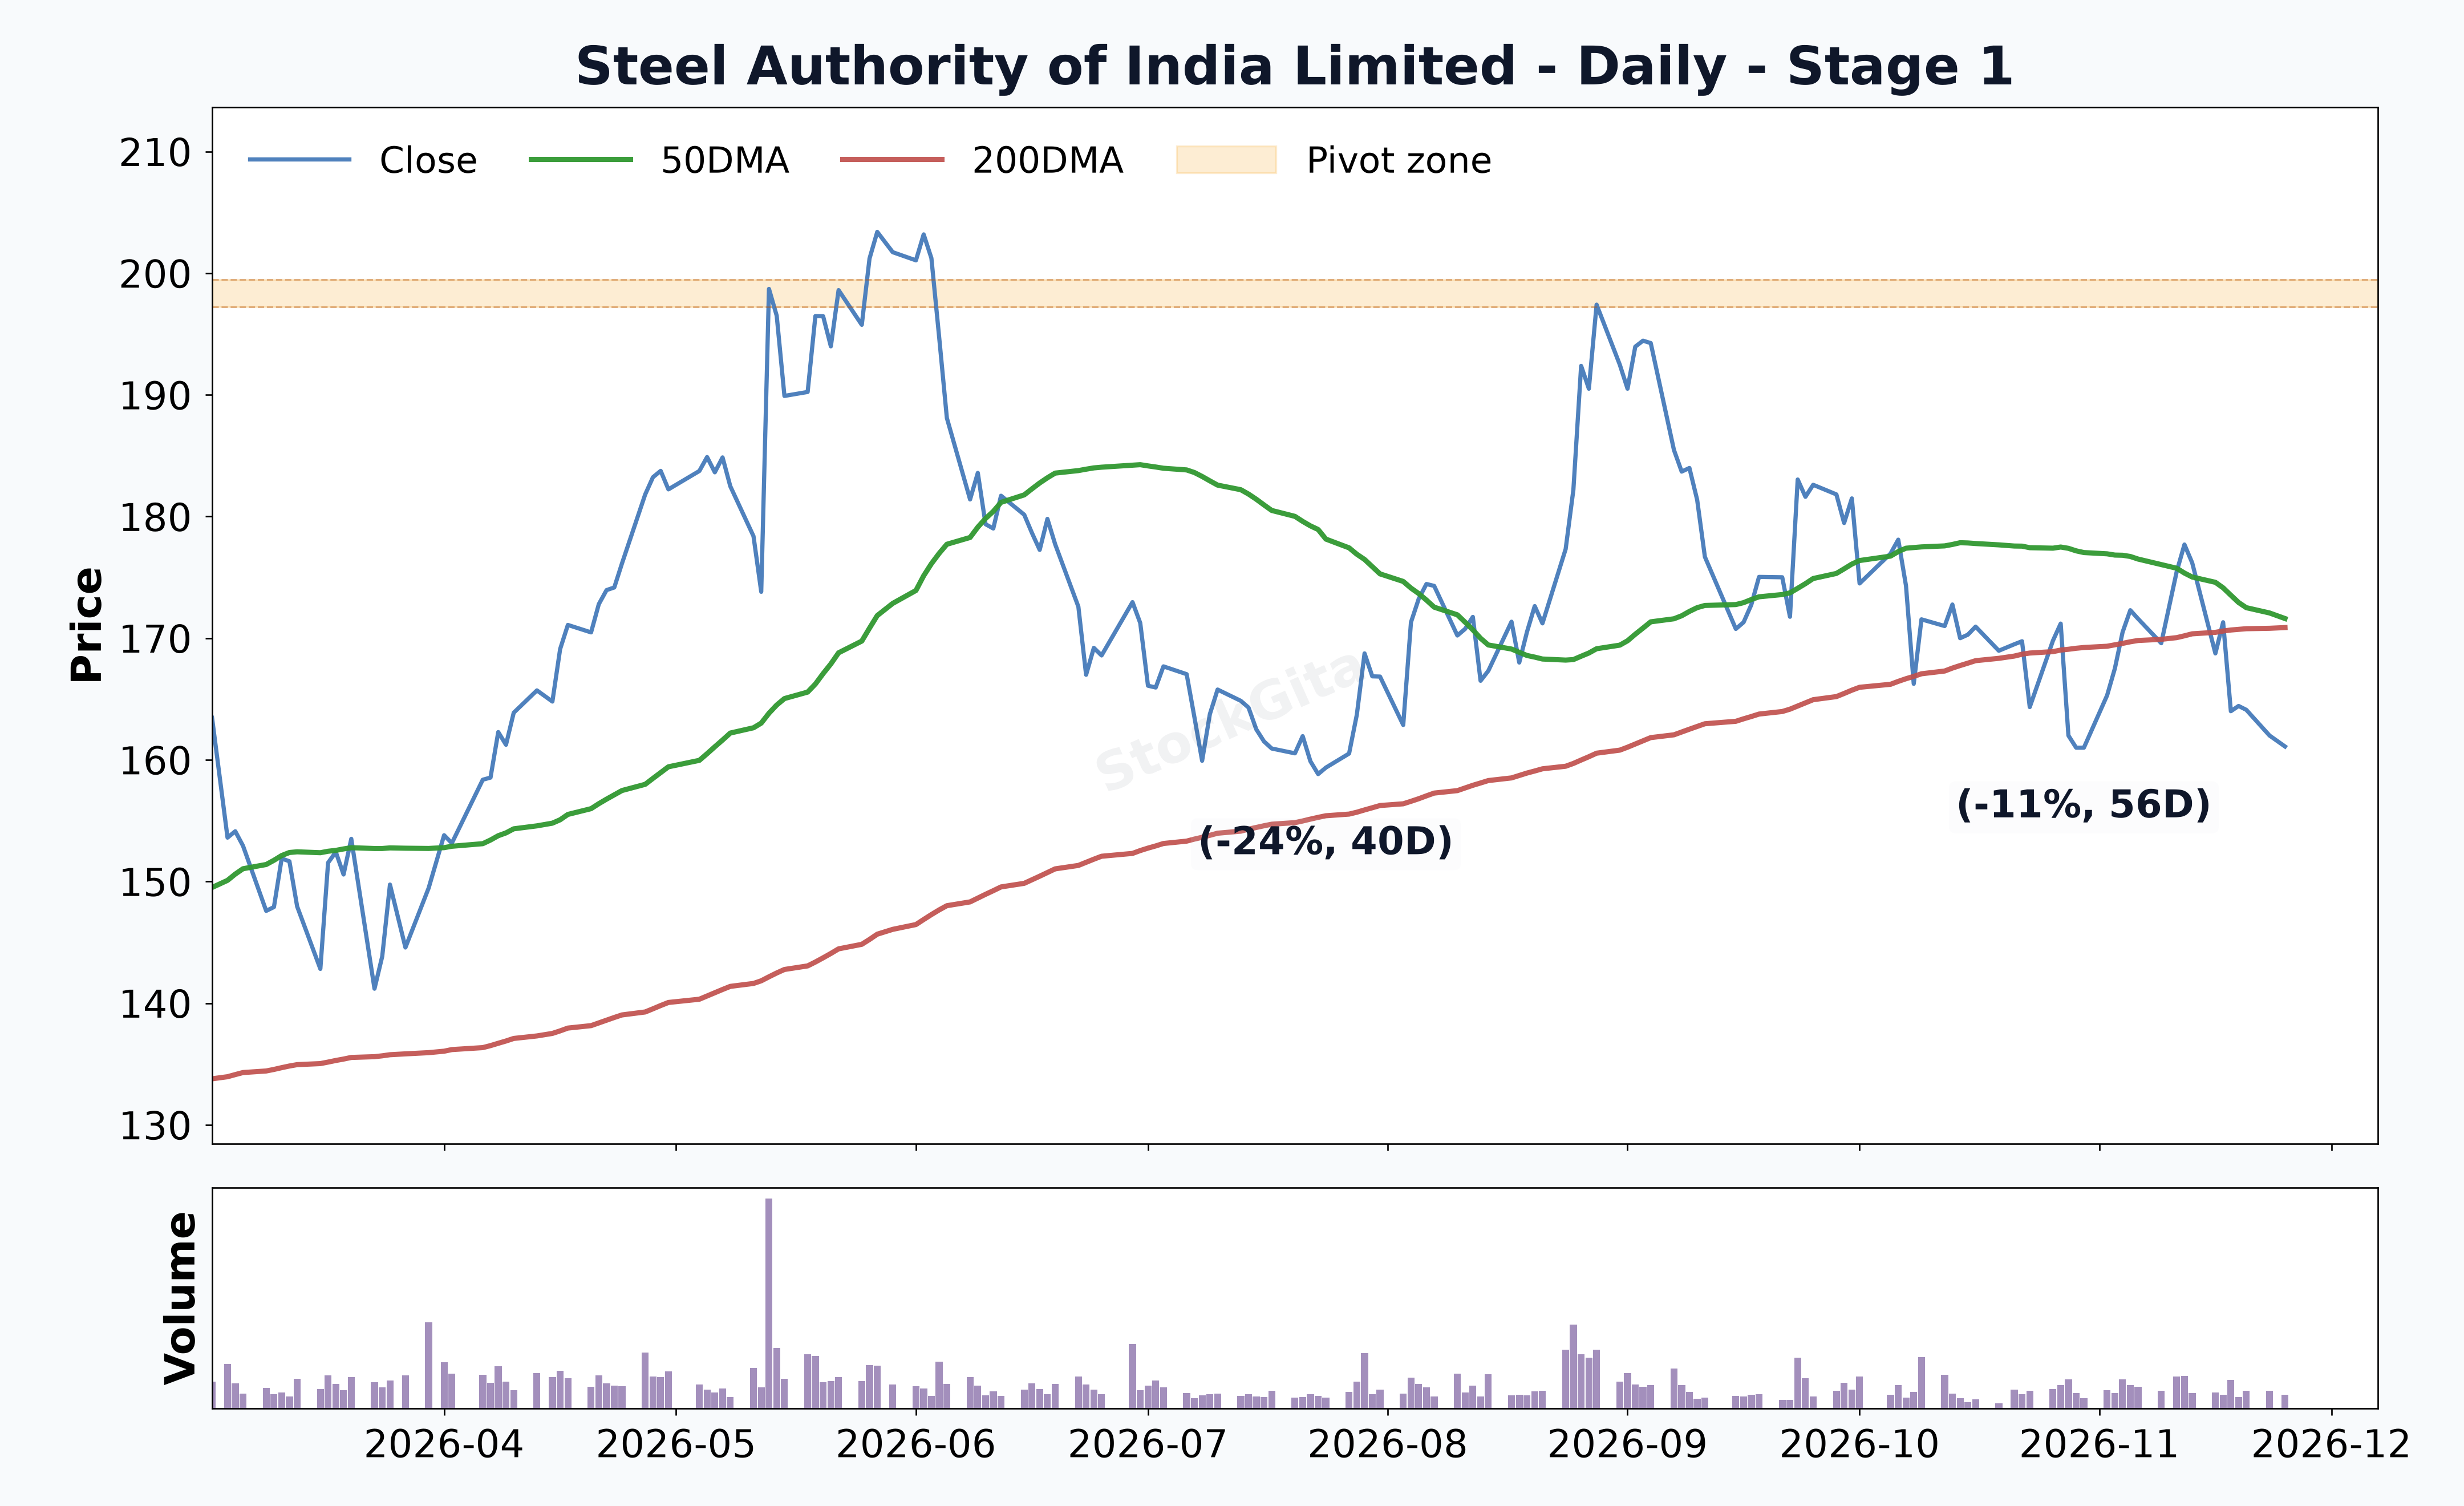 Steel Authority of India Limited - Daily - Stage 1
Close 50DMA 200DMA Pivot zone
210
200
190
180
170
160
150
140
130
Price
StockGita
(-24%, 40D)
(-11%, 56D)
Volume
2026-04 2026-05 2026-06 2026-07 2026-08 2026-09 2026-10 2026-11 2026-12